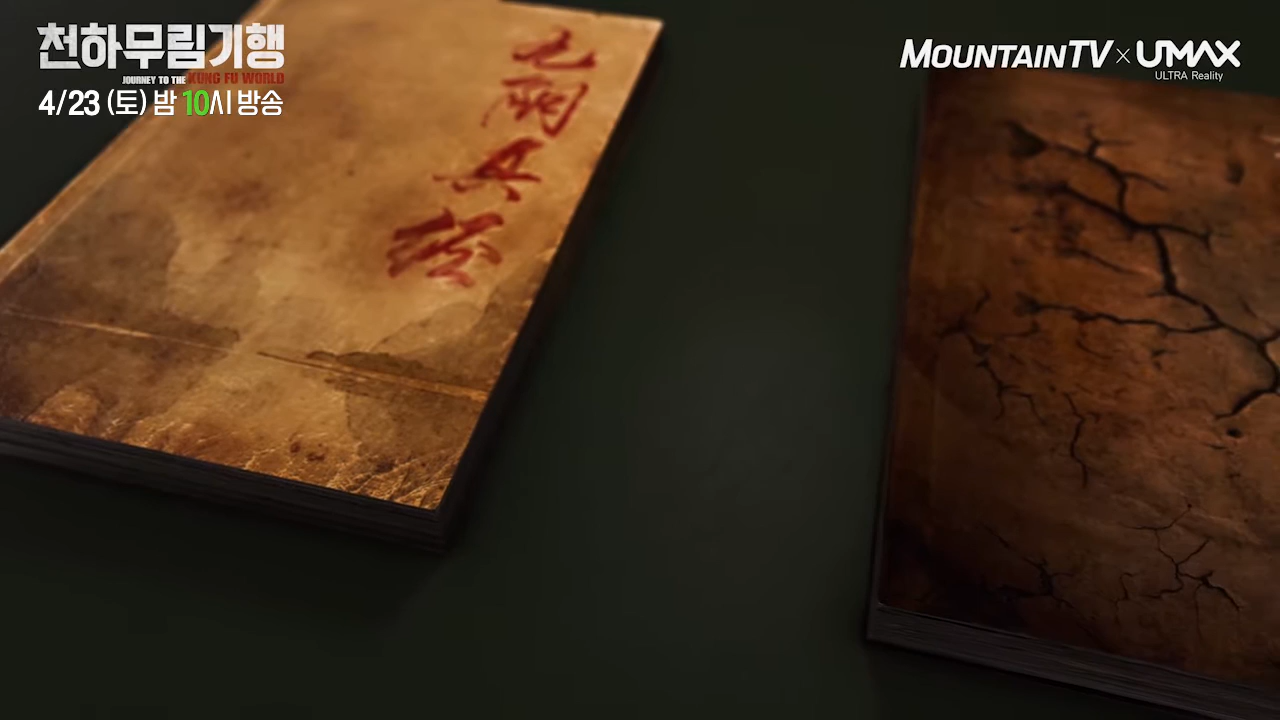 천하무림기행
JOURNEY TO THE KUNG FU WORLD
4/23 (토) 밤 10시 방송
MOUNTAINTV × UMAX
ULTRA Reality
兵